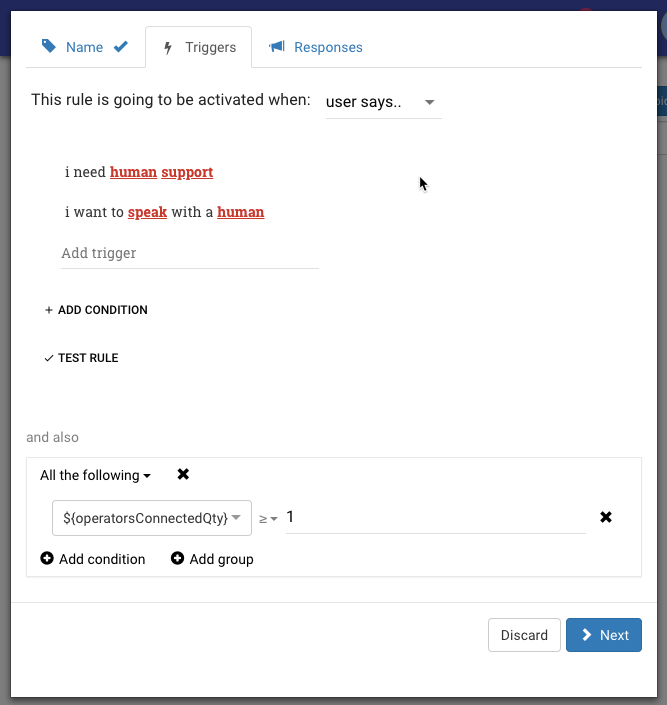 Name
Triggers
Responses
This rule is going to be activated when: user says..
i need human support
i want to speak with a human
Add trigger
+ ADD CONDITION
TEST RULE
and also
All the following
${operatorsConnectedQty} ≥ 1
Add condition Add group
Discard Next